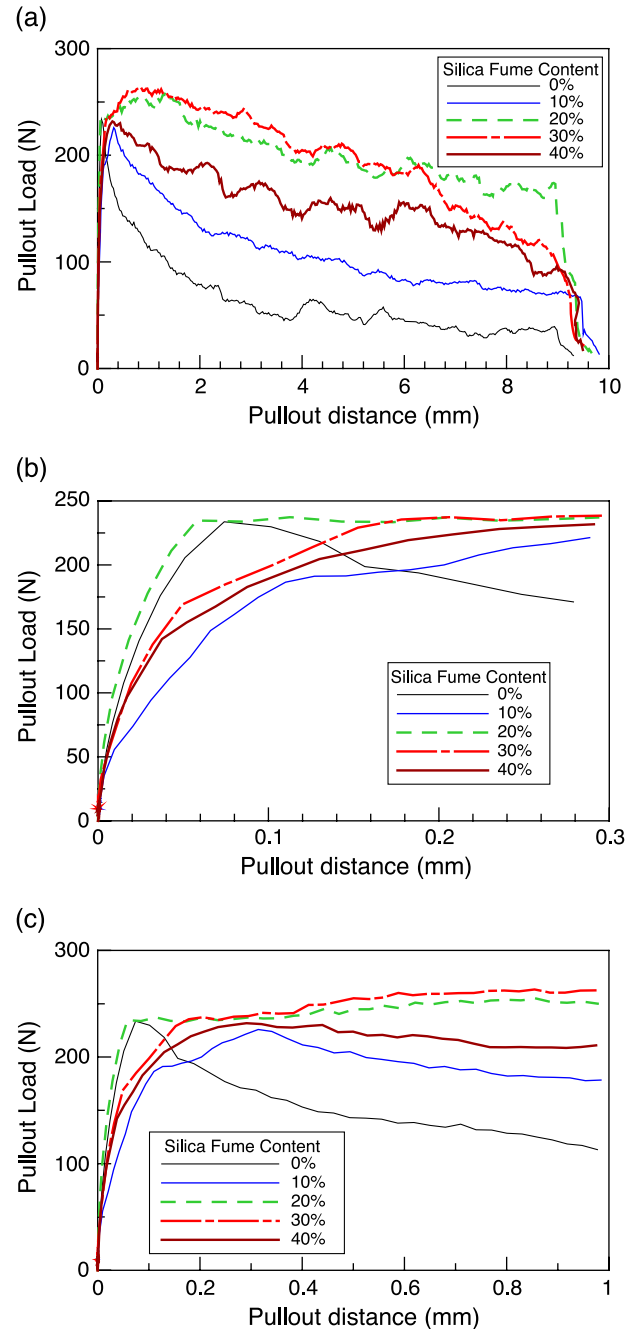 (a)
300
200
100
0
Pullout Load (N)
Silica Fume Content
0%
10%
20%
30%
40%
0 2 4 6 8 10
Pullout distance (mm)
(b)
250
200
150
100
50
0
Pullout Load (N)
Silica Fume Content
0%
10%
20%
30%
40%
0 0.1 0.2 0.3
Pullout distance (mm)
(c)
300
200
100
0
Pullout Load (N)
Silica Fume Content
0%
10%
20%
30%
40%
0 0.2 0.4 0.6 0.8 1
Pullout distance (mm)